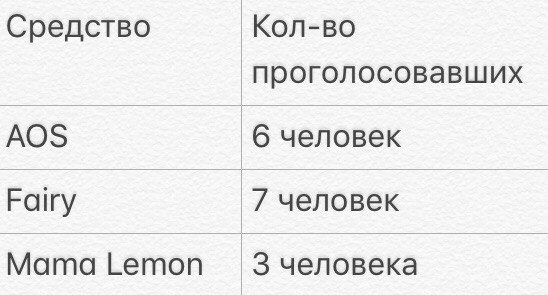 Средство Кол-во
проголосовавших
AOS 6 человек
Fairy 7 человек
Mama Lemon 3 человека